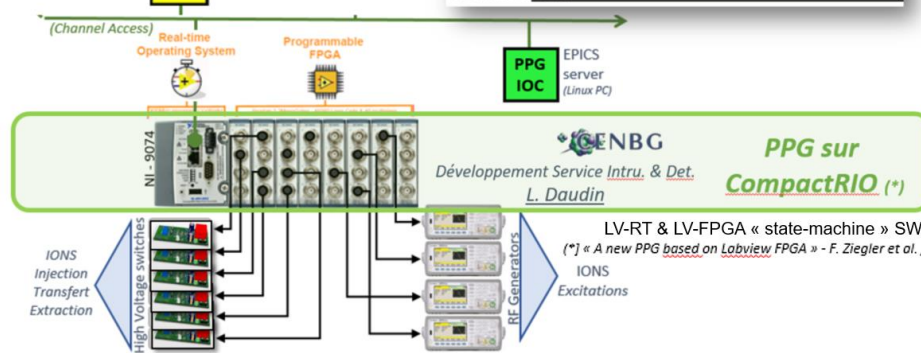 (Channel Access)
Real-time
Operating System
Programmable
FPGA
PPG
IOC
EPICS
server
(Linux PC)
NI - 9074
CENBG
Développement Service Intru. & Det.
L. Daudin
PPG sur
CompactRIO (*)
LV-RT & LV-FPGA « state-machine » SW
(*] « A new PPG based on Labview FPGA » - F. Ziegler et al.
IONS
Injection
Transfert
Extraction
High Voltage switches
RF Generators
IONS
Excitations